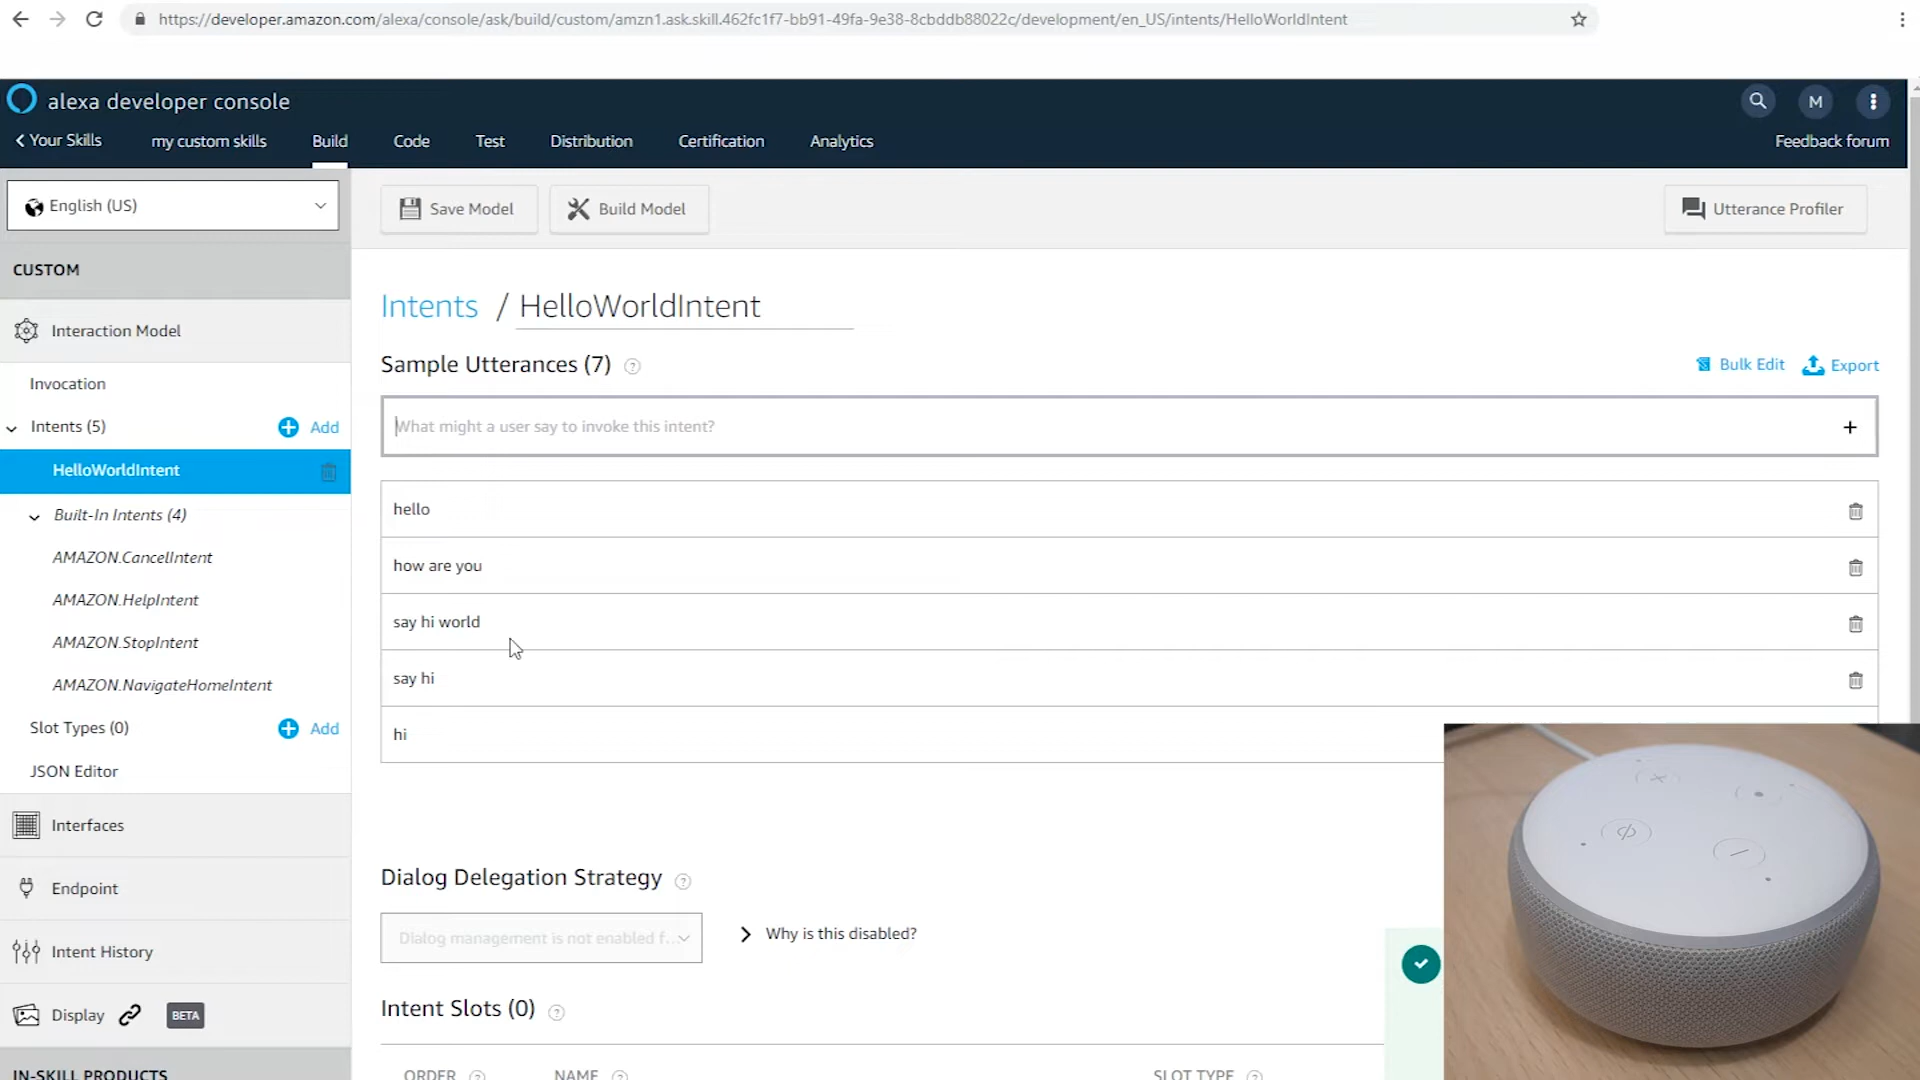 https://developer.amazon.com/alexa/console/ask/build/custom/amzn1.ask.skill.462fc1f7-bb91-49fa-9e38-8cbddb88022c/development/en_US/intents/HelloWorldIntent
alexa developer console
M
Your Skills
my custom skills
Build
Code
Test
Distribution
Certification
Analytics
Feedback forum
English (US)
Save Model
Build Model
Utterance Profiler
CUSTOM
Interaction Model
Invocation
Intents (5)
Add
HelloWorldIntent
Built-In Intents (4)
AMAZON.CancelIntent
AMAZON.HelpIntent
AMAZON.StopIntent
AMAZON.NavigateHomeIntent
Slot Types (0)
Add
JSON Editor
Interfaces
Endpoint
Intent History
Display
BETA
IN-SKILL PRODUCTS
Intents / HelloWorldIntent
Sample Utterances (7)
Bulk Edit
Export
What might a user say to invoke this intent?
hello
how are you
say hi world
say hi
hi
Dialog Delegation Strategy
Dialog management is not enabled f...
Why is this disabled?
Intent Slots (0)
ORDER
NAME
SLOT TYPE